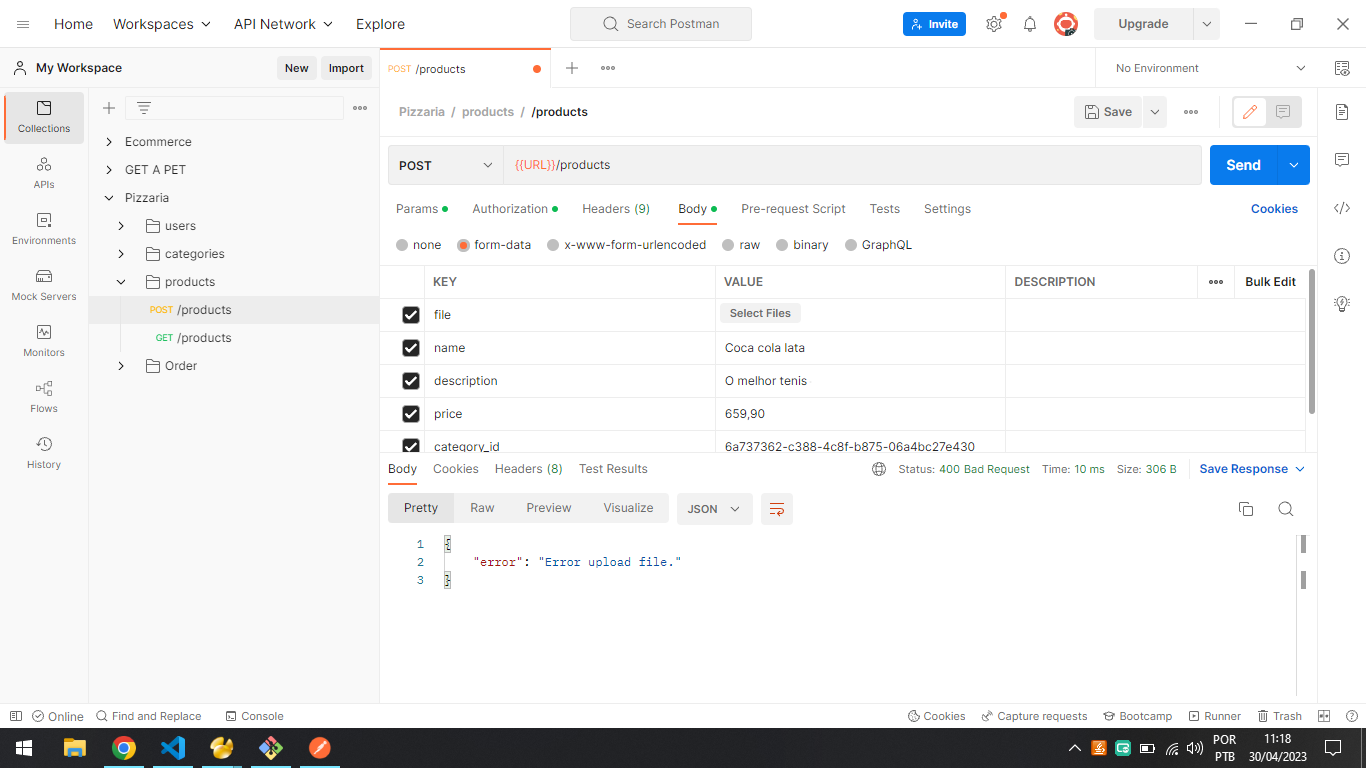 Home Workspaces API Network Explore Search Postman Invite Upgrade
My Workspace New Import POST /products No Environment
Collections
APIs
Environments
Mock Servers
Monitors
Flows
History
Ecommerce
GET A PET
Pizzaria
users
categories
products
POST /products
GET /products
Order
Pizzaria / products / /products Save
POST {{URL}}/products Send
Params Authorization Headers (9) Body Pre-request Script Tests Settings Cookies
none form-data x-www-form-urlencoded raw binary GraphQL
KEY VALUE DESCRIPTION Bulk Edit
file Select Files
name Coca cola lata
description O melhor tenis
price 659,90
category_id 6a737362-c388-4c8f-b875-06a4bc27e430
Body Cookies Headers (8) Test Results Status: 400 Bad Request Time: 10 ms Size: 306 B Save Response
Pretty Raw Preview Visualize JSON
1 {
2 "error": "Error upload file."
3 }
Online Find and Replace Console Cookies Capture requests Bootcamp Runner Trash
POR 11:18
PTB 30/04/2023